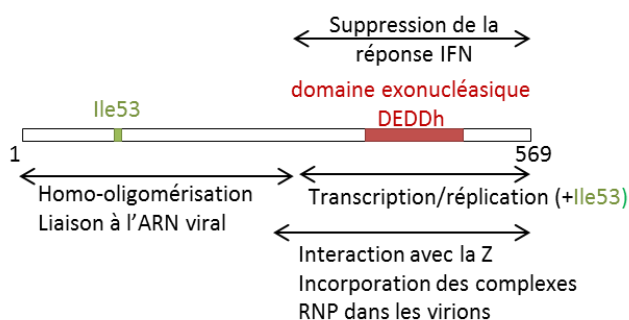 Suppression de la
réponse IFN
domaine exonucléasique
DEDDh
Ile53
1
569
Homo-oligomérisation
Liaison à l'ARN viral
Transcription/réplication (+Ile53)
Interaction avec la Z
Incorporation des complexes
RNP dans les virions